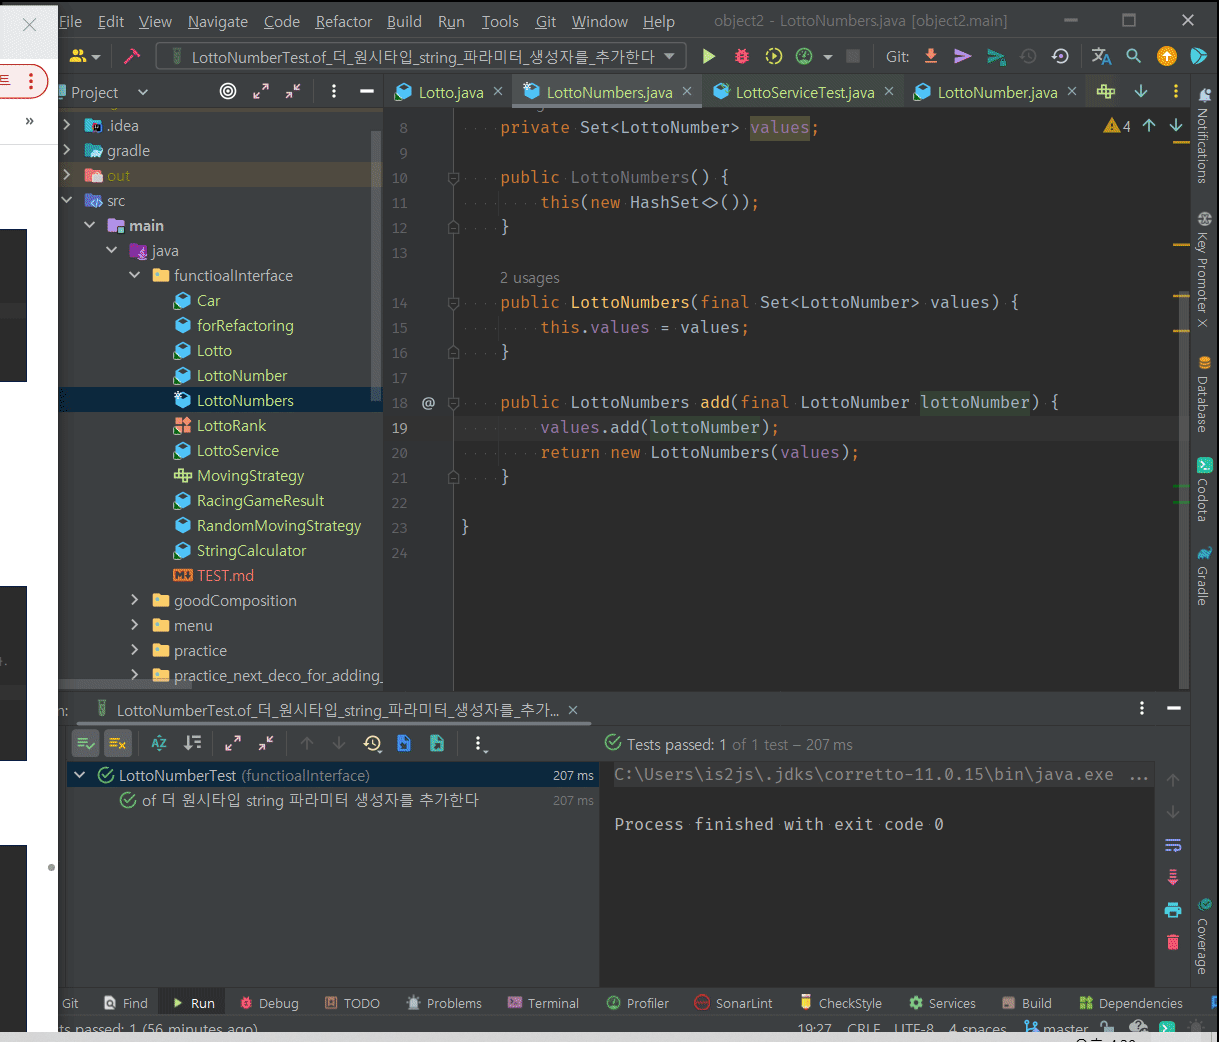 File Edit View Navigate Code Refactor Build Run Tools Git Window Help object2 - LottoNumbers.java [object2.main]
LottoNumberTest.of_더_원시타입_string_파라미터_생성자를_추가한다 Git:
트
Project Lotto.java LottoNumbers.java LottoServiceTest.java LottoNumber.java
»
.idea
gradle
out
src
main
java
functioalInterface
Car
forRefactoring
Lotto
LottoNumber
LottoNumbers
LottoRank
LottoService
MovingStrategy
RacingGameResult
RandomMovingStrategy
StringCalculator
TEST.md
goodComposition
menu
practice
practice_next_deco_for_adding_
4
8 private Set<LottoNumber> values;
9
10 public LottoNumbers() {
11 this(new HashSet<>());
12 }
13
2 usages
14 public LottoNumbers(final Set<LottoNumber> values) {
15 this.values = values;
16 }
17
18 @ public LottoNumbers add(final LottoNumber lottoNumber) {
19 values.add(lottoNumber);
20 return new LottoNumbers(values);
21 }
22
23 }
24
Notifications
Key Promoter X
Database
Codota
Gradle
Coverage
n: LottoNumberTest.of_더_원시타입_string_파라미터_생성자를_추가...
Tests passed: 1 of 1 test – 207 ms
LottoNumberTest (functioalInterface) 207 ms
of 더 원시타입 string 파라미터 생성자를 추가한다 207 ms
C:\Users\is2js\.jdks\corretto-11.0.15\bin\java.exe ...
Process finished with exit code 0
Git Find Run Debug TODO Problems Terminal Profiler SonarLint CheckStyle Services Build Dependencies
ts passed: 1 (56 minutes ago) 19:27 CRLF UTF-8 4 spaces master